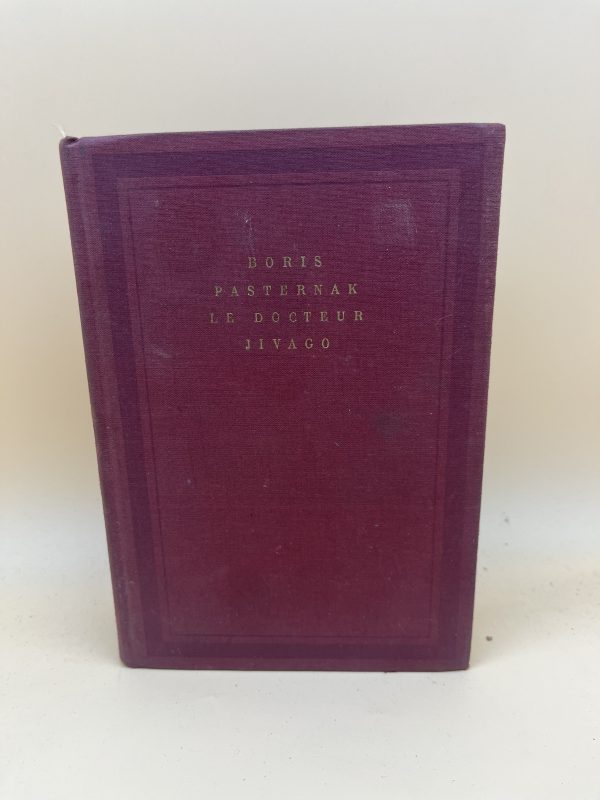 BORIS
PASTERNAK
LE DOCTEUR
JIVAGO